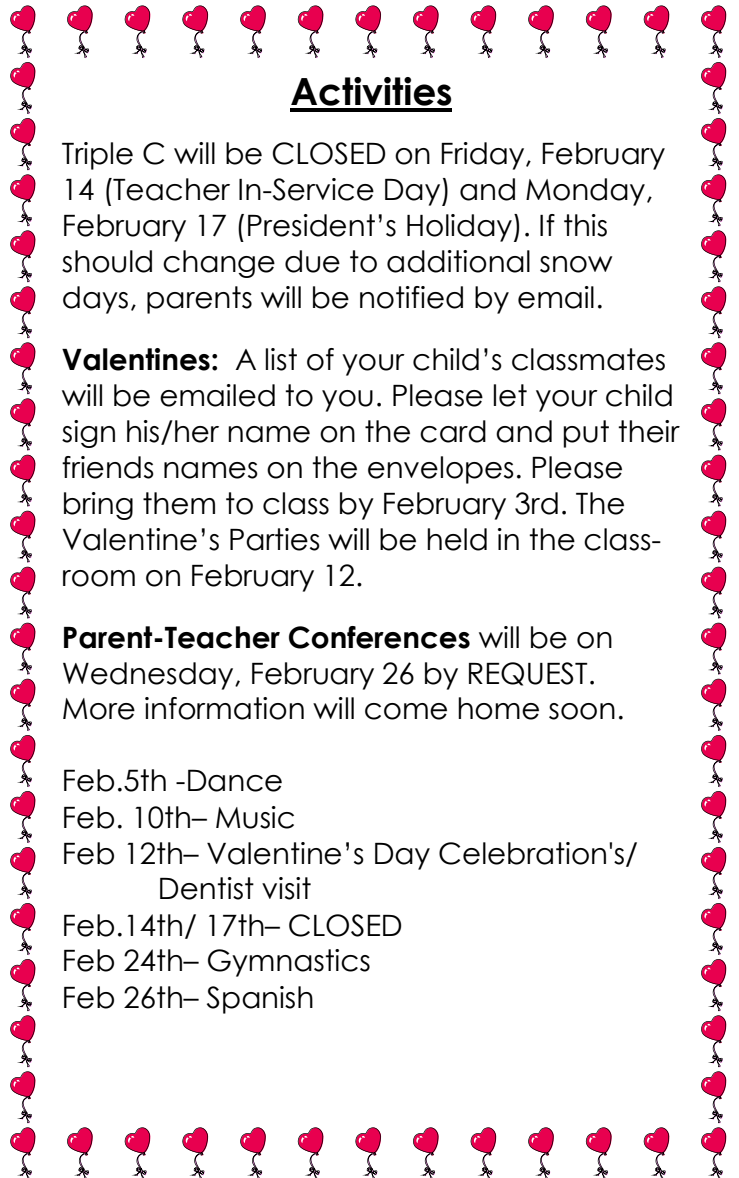 Activities
Triple C will be CLOSED on Friday, February
14 (Teacher In-Service Day) and Monday,
February 17 (President’s Holiday). If this
should change due to additional snow
days, parents will be notified by email.
Valentines:  A list of your child’s classmates
will be emailed to you. Please let your child
sign his/her name on the card and put their
friends names on the envelopes. Please
bring them to class by February 3rd. The
Valentine’s Parties will be held in the class-
room on February 12.
Parent-Teacher Conferences will be on
Wednesday, February 26 by REQUEST.
More information will come home soon.
Feb.5th -Dance
Feb. 10th– Music
Feb 12th– Valentine’s Day Celebration's/
Dentist visit
Feb.14th/ 17th– CLOSED
Feb 24th– Gymnastics
Feb 26th– Spanish